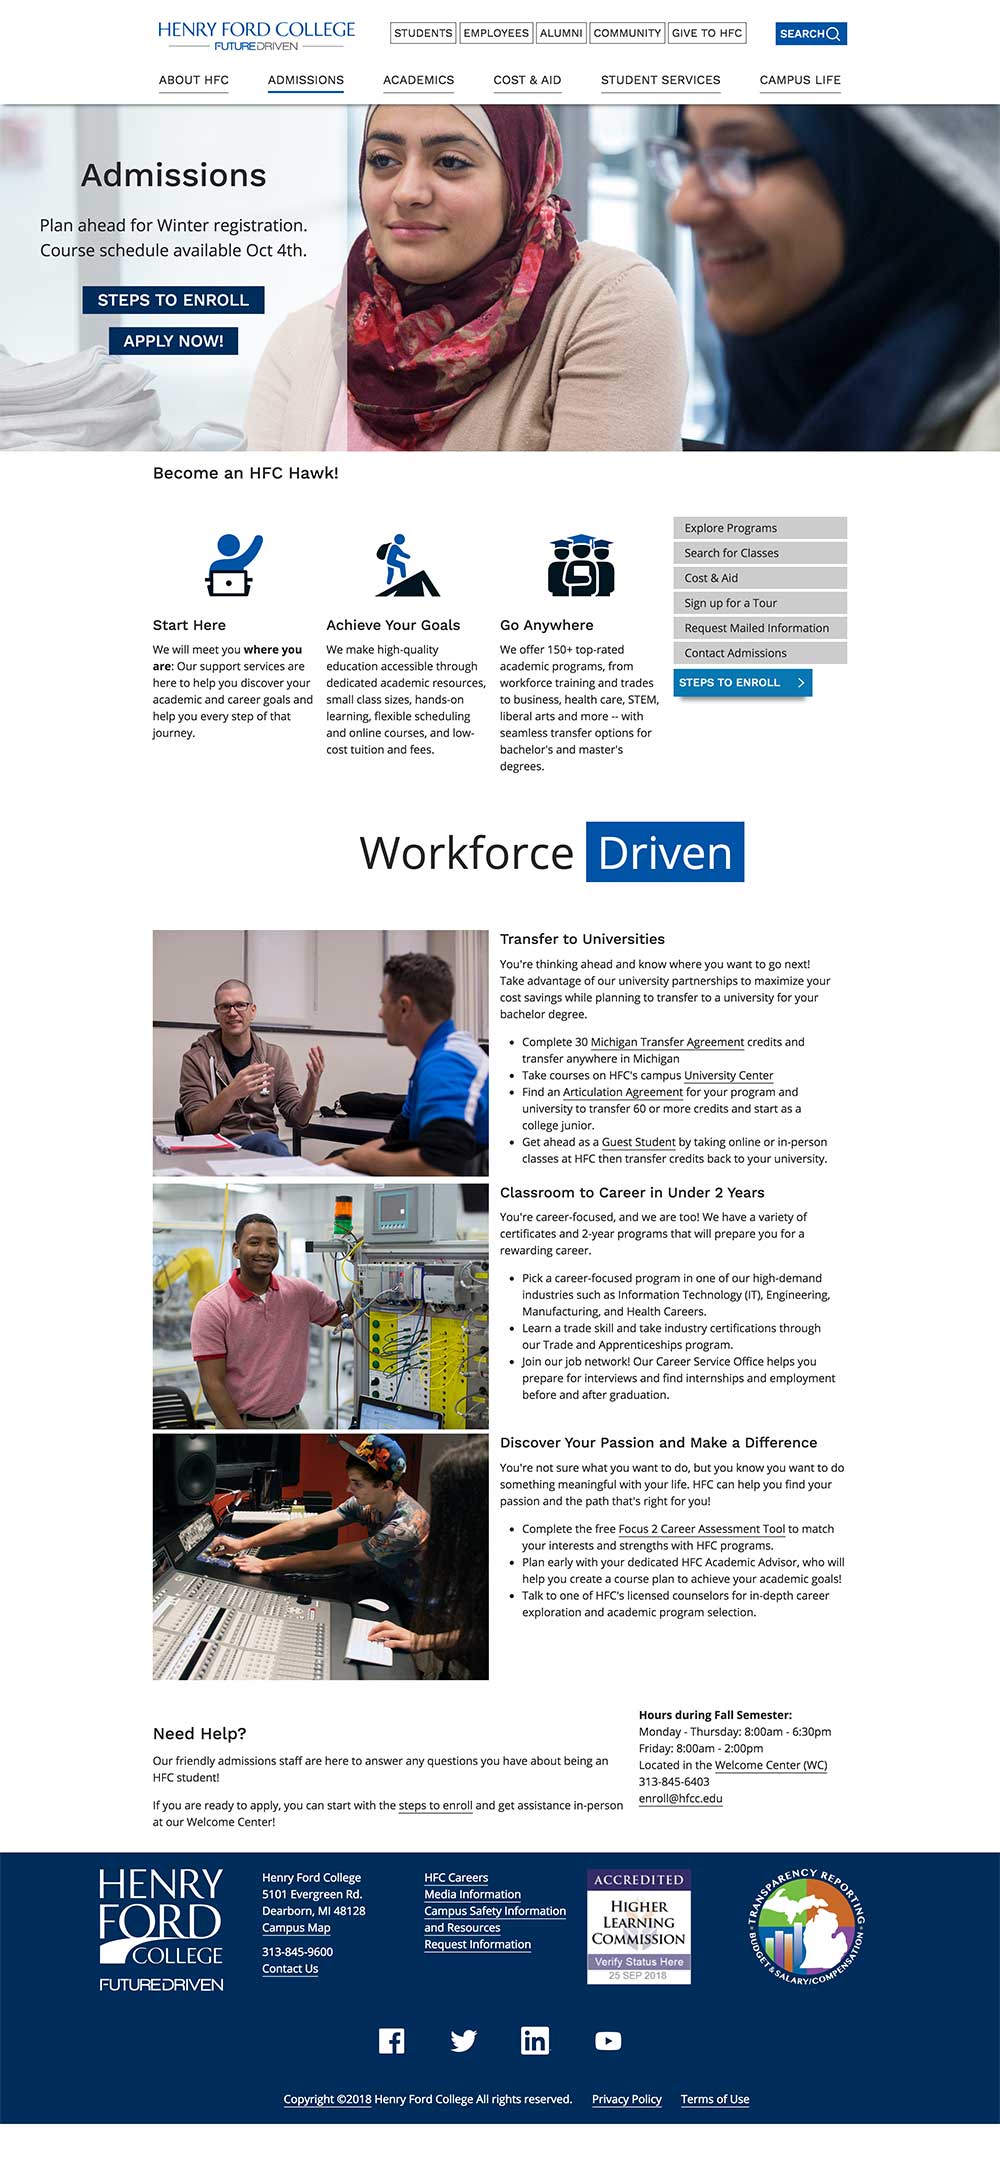 HENRY FORD COLLEGE
FUTUREDRIVEN
STUDENTS EMPLOYEES ALUMNI COMMUNITY GIVE TO HFC
SEARCH
ABOUT HFC ADMISSIONS ACADEMICS COST & AID STUDENT SERVICES CAMPUS LIFE
Admissions
Plan ahead for Winter registration.
Course schedule available Oct 4th.
STEPS TO ENROLL
APPLY NOW!
Become an HFC Hawk!
Start Here
We will meet you where you
are: Our support services are
here to help you discover your
academic and career goals and
help you every step of that
journey.
Achieve Your Goals
We make high-quality
education accessible through
dedicated academic resources,
small class sizes, hands-on
learning, flexible scheduling
and online courses, and low-
cost tuition and fees.
Go Anywhere
We offer 150+ top-rated
academic programs, from
workforce training and trades
to business, health care, STEM,
liberal arts and more -- with
seamless transfer options for
bachelor's and master's
degrees.
Explore Programs
Search for Classes
Cost & Aid
Sign up for a Tour
Request Mailed Information
Contact Admissions
STEPS TO ENROLL
Workforce Driven
Transfer to Universities
You're thinking ahead and know where you want to go next!
Take advantage of our university partnerships to maximize your
cost savings while planning to transfer to a university for your
bachelor degree.
• Complete 30 Michigan Transfer Agreement credits and
transfer anywhere in Michigan
• Take courses on HFC's campus University Center
• Find an Articulation Agreement for your program and
university to transfer 60 or more credits and start as a
college junior.
• Get ahead as a Guest Student by taking online or in-person
classes at HFC then transfer credits back to your university.
Classroom to Career in Under 2 Years
You're career-focused, and we are too! We have a variety of
certificates and 2-year programs that will prepare you for a
rewarding career.
• Pick a career-focused program in one of our high-demand
industries such as Information Technology (IT), Engineering,
Manufacturing, and Health Careers.
• Learn a trade skill and take industry certifications through
our Trade and Apprenticeships program.
• Join our job network! Our Career Service Office helps you
prepare for interviews and find internships and employment
before and after graduation.
Discover Your Passion and Make a Difference
You're not sure what you want to do, but you know you want to do
something meaningful with your life. HFC can help you find your
passion and the path that's right for you!
• Complete the free Focus 2 Career Assessment Tool to match
your interests and strengths with HFC programs.
• Plan early with your dedicated HFC Academic Advisor, who will
help you create a course plan to achieve your academic goals!
• Talk to one of HFC's licensed counselors for in-depth career
exploration and academic program selection.
Need Help?
Our friendly admissions staff are here to answer any questions you have about being an
HFC student!
If you are ready to apply, you can start with the steps to enroll and get assistance in-person
at our Welcome Center!
Hours during Fall Semester:
Monday - Thursday: 8:00am - 6:30pm
Friday: 8:00am - 2:00pm
Located in the Welcome Center (WC)
313-845-6403
enroll@hfcc.edu
HENRY
FORD
COLLEGE
FUTUREDRIVEN
Henry Ford College
5101 Evergreen Rd.
Dearborn, MI 48128
Campus Map
313-845-9600
Contact Us
HFC Careers
Media Information
Campus Safety Information
and Resources
Request Information
ACCREDITED
HIGHER
LEARNING
COMMISSION
Verify Status Here
25 SEP 2018
TRANSPARENCY REPORTING
BUDGET & SALARY/COMPENSATION
Copyright ©2018 Henry Ford College All rights reserved. Privacy Policy Terms of Use